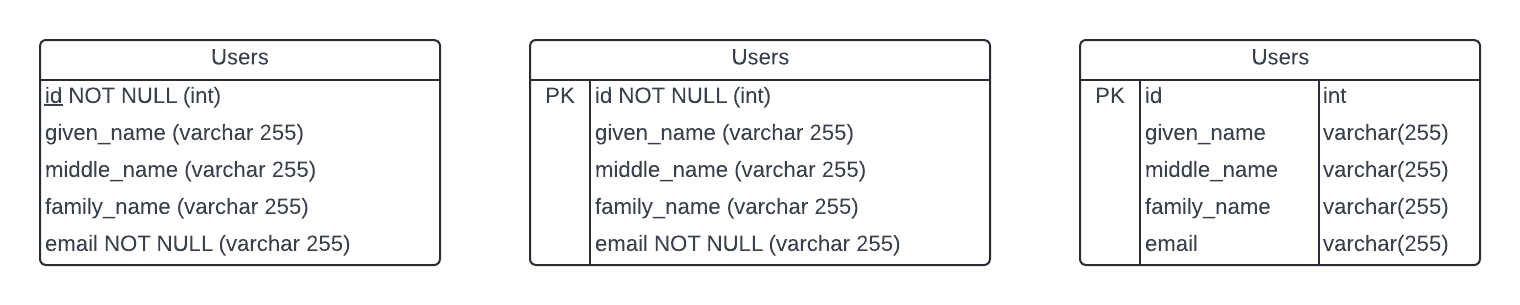 Users
id NOT NULL (int)
given_name (varchar 255)
middle_name (varchar 255)
family_name (varchar 255)
email NOT NULL (varchar 255)
Users
PK id NOT NULL (int)
given_name (varchar 255)
middle_name (varchar 255)
family_name (varchar 255)
email NOT NULL (varchar 255)
Users
PK id int
given_name varchar(255)
middle_name varchar(255)
family_name varchar(255)
email varchar(255)